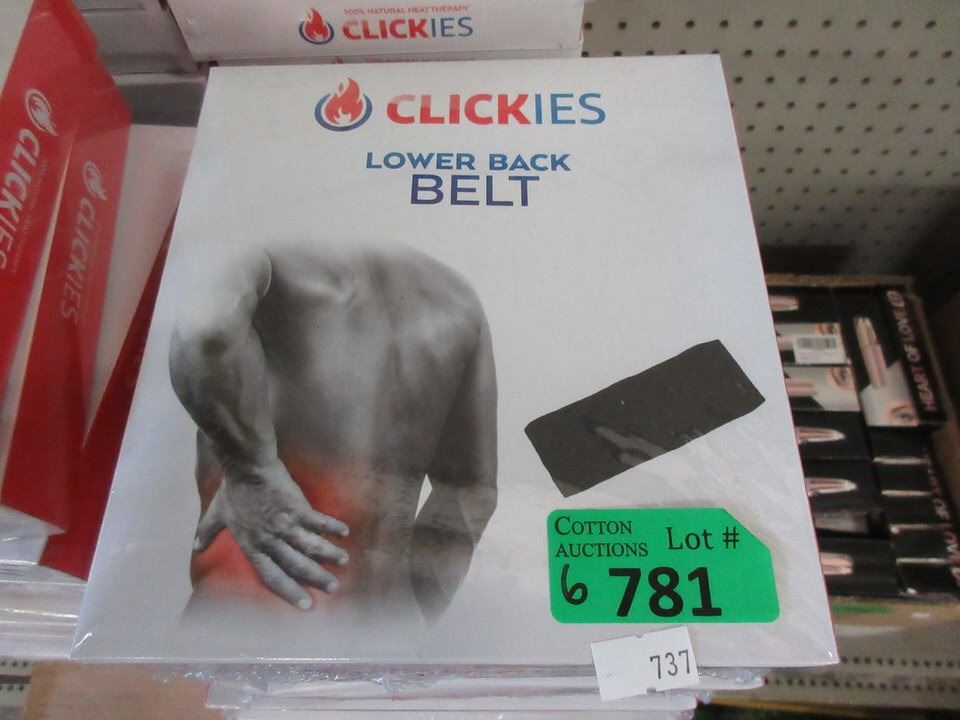 100% NATURAL HEAT THERAPY
CLICKIES
CLICKIES
LOWER BACK
BELT
CLICKIES
CLICKIES
HEART OF LOVE
COTTON
AUCTIONS
Lot #
6
781
737